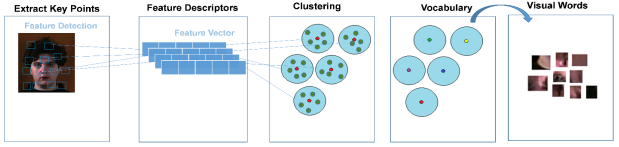 Extract Key Points
Feature Descriptors
Clustering
Vocabulary
Visual Words
Feature Detection
Feature Vector